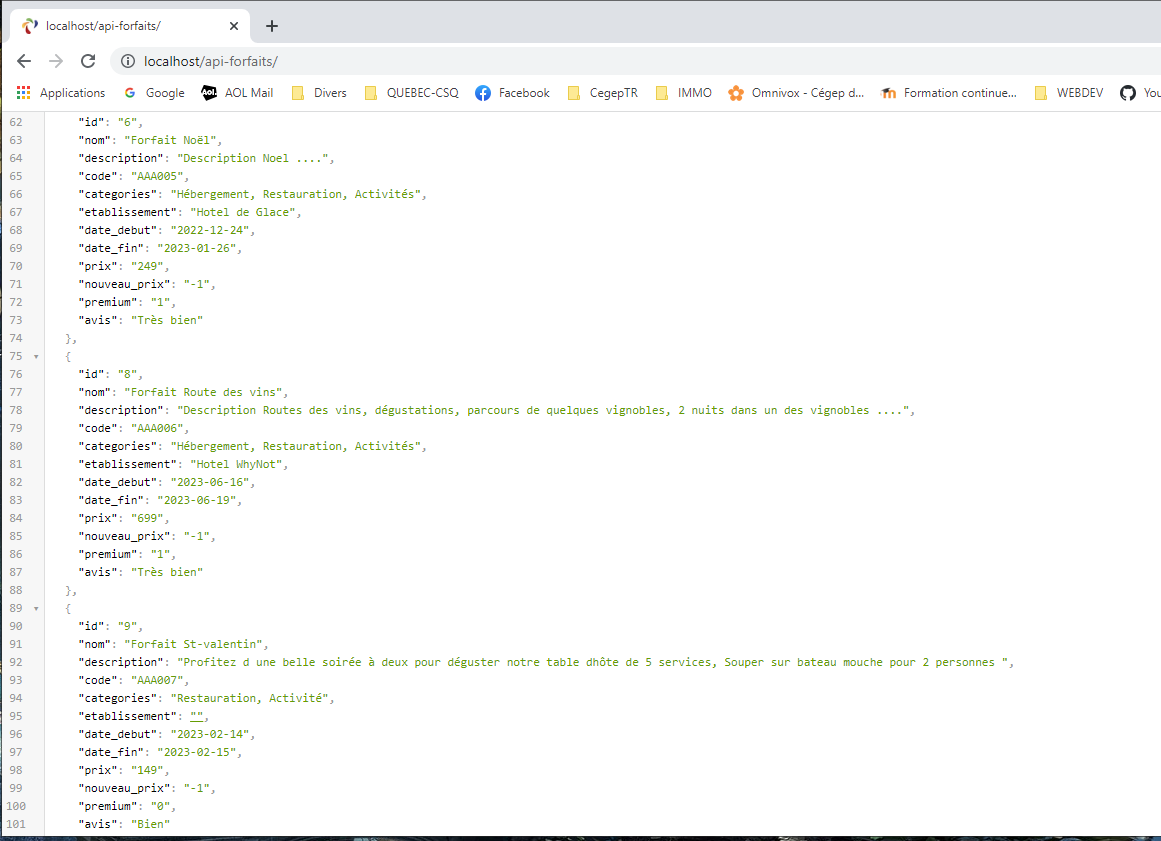 localhost/api-forfaits/
localhost/api-forfaits/
Applications Google Aol. AOL Mail Divers QUEBEC-CSQ Facebook CegepTR IMMO Omnivox - Cégep d... Formation continue... WEBDEV You
62 "id": "6",
63 "nom": "Forfait Noël",
64 "description": "Description Noel ....",
65 "code": "AAA005",
66 "categories": "Hébergement, Restauration, Activités",
67 "etablissement": "Hotel de Glace",
68 "date_debut": "2022-12-24",
69 "date_fin": "2023-01-26",
70 "prix": "249",
71 "nouveau_prix": "-1",
72 "premium": "1",
73 "avis": "Très bien"
74 },
75 {
76 "id": "8",
77 "nom": "Forfait Route des vins",
78 "description": "Description Routes des vins, dégustations, parcours de quelques vignobles, 2 nuits dans un des vignobles ....",
79 "code": "AAA006",
80 "categories": "Hébergement, Restauration, Activités",
81 "etablissement": "Hotel WhyNot",
82 "date_debut": "2023-06-16",
83 "date_fin": "2023-06-19",
84 "prix": "699",
85 "nouveau_prix": "-1",
86 "premium": "1",
87 "avis": "Très bien"
88 },
89 {
90 "id": "9",
91 "nom": "Forfait St-valentin",
92 "description": "Profitez d une belle soirée à deux pour déguster notre table dhôte de 5 services, Souper sur bateau mouche pour 2 personnes ",
93 "code": "AAA007",
94 "categories": "Restauration, Activité",
95 "etablissement": "",
96 "date_debut": "2023-02-14",
97 "date_fin": "2023-02-15",
98 "prix": "149",
99 "nouveau_prix": "-1",
100 "premium": "0",
101 "avis": "Bien"